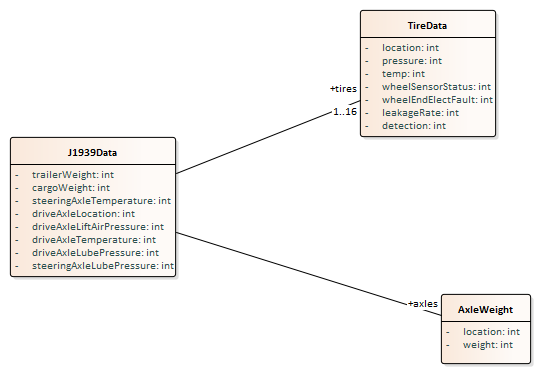 TireData
- location: int
- pressure: int
- temp: int
- wheelSensorStatus: int
- wheelEndElectFault: int
- leakageRate: int
- detection: int
+tires
1..16
J1939Data
- trailerWeight: int
- cargoWeight: int
- steeringAxleTemperature: int
- driveAxleLocation: int
- driveAxleLiftAirPressure: int
- driveAxleTemperature: int
- driveAxleLubePressure: int
- steeringAxleLubePressure: int
+axles
AxleWeight
- location: int
- weight: int